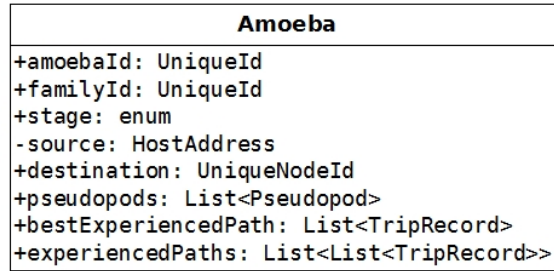 Amoeba
+amoebaId: UniqueId
+familyId: UniqueId
+stage: enum
-source: HostAddress
+destination: UniqueNodeId
+pseudopods: List<Pseudopod>
+bestExperiencedPath: List<TripRecord>
+experiencedPaths: List<List<TripRecord>>